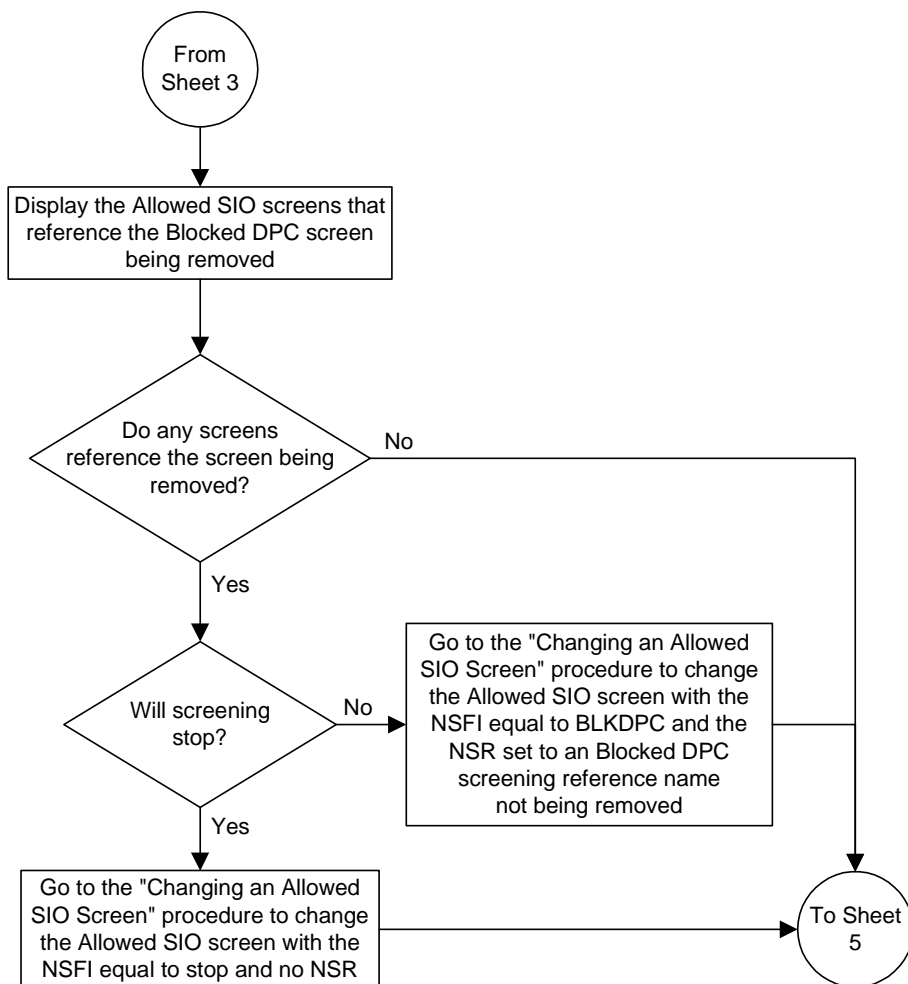 From
Sheet 3
Display the Allowed SIO screens that
reference the Blocked DPC screen
being removed
Do any screens
reference the screen being
removed?
No
Yes
Will screening
stop?
No
Go to the "Changing an Allowed
SIO Screen" procedure to change
the Allowed SIO screen with the
NSFI equal to BLKDPC and the
NSR set to an Blocked DPC
screening reference name
not being removed
Yes
Go to the "Changing an Allowed
SIO Screen" procedure to change
the Allowed SIO screen with the
NSFI equal to stop and no NSR
To Sheet
5